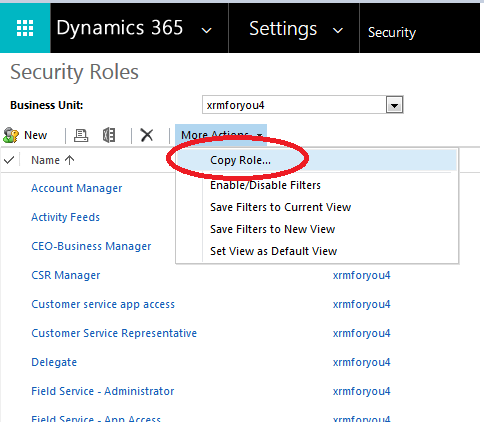 Dynamics 365 Settings Security
Security Roles
Business Unit: xrmforyou4
New More Actions
Copy Role...
Name
Enable/Disable Filters
Account Manager
Save Filters to Current View
Activity Feeds
Save Filters to New View
CEO-Business Manager
Set View as Default View
CSR Manager xrmforyou4
Customer service app access xrmforyou4
Customer Service Representative xrmforyou4
Delegate xrmforyou4
Field Service - Administrator xrmforyou4
Field Service - App Access xrmforyou4